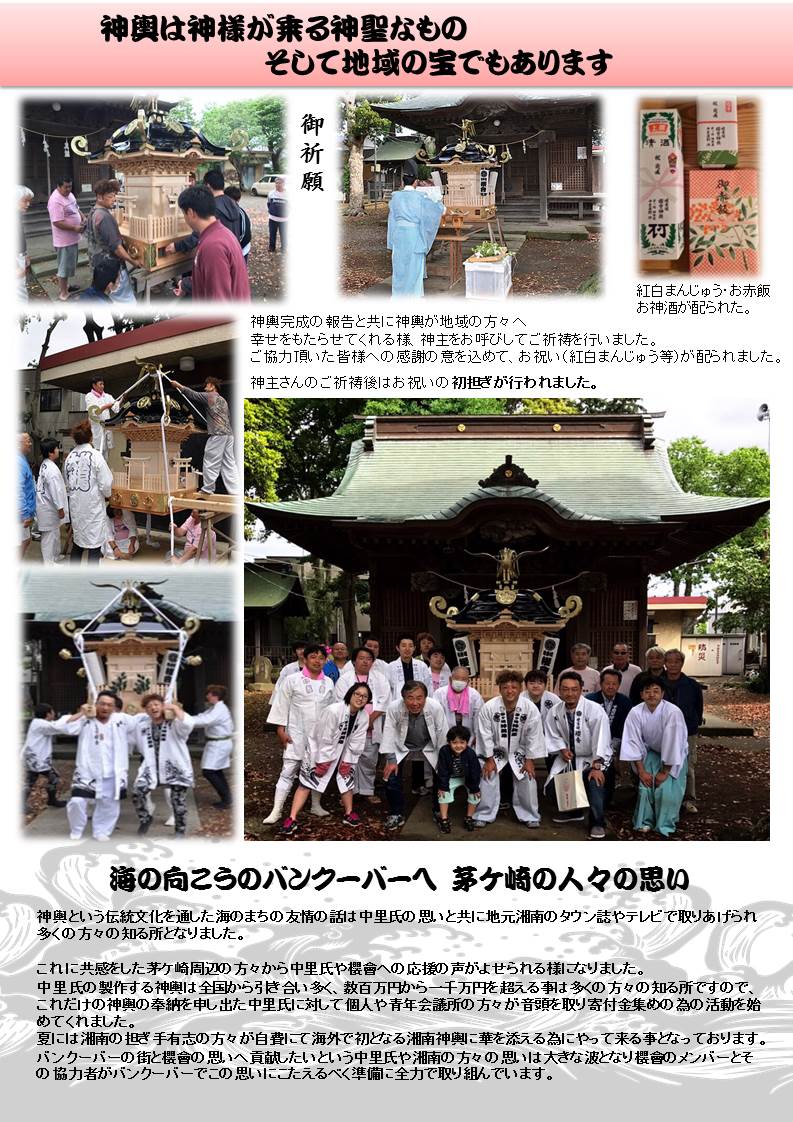 神輿は神様が乗る神聖なもの
そして地域の宝でもあります
御祈願
清酒
御赤飯
紅白まんじゅう・お赤飯
お神酒が配られた。
神輿完成の報告と共に神輿が地域の方々へ
幸せをもたらせてくれる様、神主をお呼びしてご祈祷を行いました。
ご協力頂いた皆様への感謝の意を込めて、お祝い(紅白まんじゅう等)が配られました。
神主さんのご祈祷後はお祝いの初担ぎが行われました。
海の向こうのバンクーバーへ 茅ケ崎の人々の思い
神輿という伝統文化を通した海のまちの友情の話は中里氏の思いと共に地元湘南のタウン誌やテレビで取りあげられ
多くの方々の知る所となりました。
これに共感をした茅ケ崎周辺の方々から中里氏や楽會への応援の声がよせられる様になりました。
中里氏の製作する神輿は全国から引き合い多く、数百万円から一千万円を超える事は多くの方々の知る所ですので、
これだけの神輿の奉納を申し出た中里氏に対して個人や青年会議所の方々が音頭を取り寄付金集めの為の活動を始
めてくれました。
夏には湘南の担ぎ手有志の方々が自費にて海外で初となる湘南神輿に華を添える為にやって来る事となっております。
バンクーバーの街と楽會の思いへ貢献したいという中里氏や湘南の方々の思いは大きな波となり楽會のメンバーとそ
の協力者がバンクーバーでこの思いにこたえるべく準備に全力で取り組んでいます。